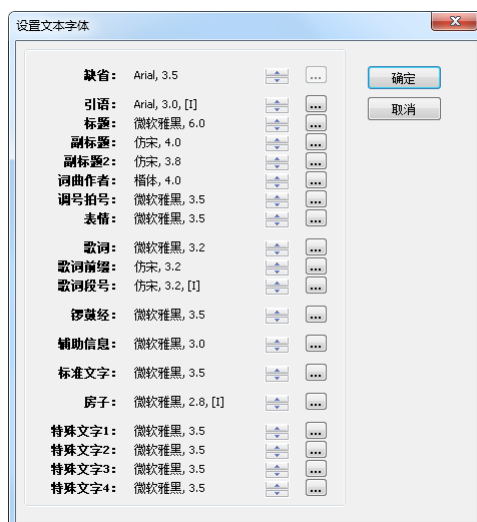 设置文本字体
缺省： Arial, 3.5
引语： Arial, 3.0, [I]
标题： 微软雅黑, 6.0
副标题： 仿宋, 4.0
副标题2： 仿宋, 3.8
词曲作者： 楷体, 4.0
调号拍号： 微软雅黑, 3.5
表情： 微软雅黑, 3.5
歌词： 微软雅黑, 3.2
歌词前缀： 仿宋, 3.2
歌词段号： 仿宋, 3.2, [I]
锣鼓经： 微软雅黑, 3.5
辅助信息： 微软雅黑, 3.0
标准文字： 微软雅黑, 3.5
房子： 微软雅黑, 2.8, [I]
特殊文字1： 微软雅黑, 3.5
特殊文字2： 微软雅黑, 3.5
特殊文字3： 微软雅黑, 3.5
特殊文字4： 微软雅黑, 3.5
确定
取消